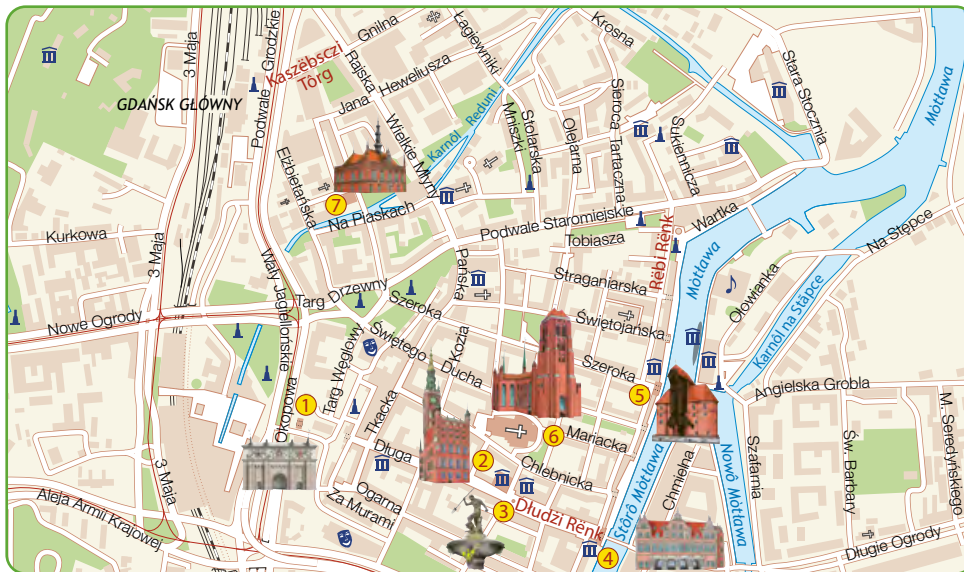 3 Maja
Podwale Grodzkie
Kaszëbsczi
Tôrg
Gnilna
Rajska
Łagiewniki
Krosna
Stara Stocznia
Mòtława
GDAŃSK GŁÓWNY
Jana Heweliusza
Karnôl Reduni
Mniszki
Stolarska
Olejarna
Sieroca
Tartaczna
Sukiennicza
Wielkie Młyny
Elżbietańska
7
Na Piaskach
Podwale Staromiejskie
Wartka
Kurkowa
3 Maja
Wały Jagiellońskie
Pańska
Tobiasza
Rëbi Rënk
Mòtława
Na Stępce
Straganiarska
Ołowianka
Targ Drzewny
Szeroka
Nowe Ogrody
Świętojańska
Karnôl na Stãpce
Świętego Ducha
Kozia
Szeroka
Targ Węglowy
Okopowa
1
5
Angielska Grobla
Tkacka
6
Mariacka
Długa
2
Chlebnicka
Stôrô Mòtława
Chmielna
Nowô Mòtława
Szafarnia
Św. Barbary
M. Seredyńskiego
3 Maja
Aleja Armii Krajowej
Ogarna
Za Murami
3
Dłudżi Rënk
4
Długie Ogrody